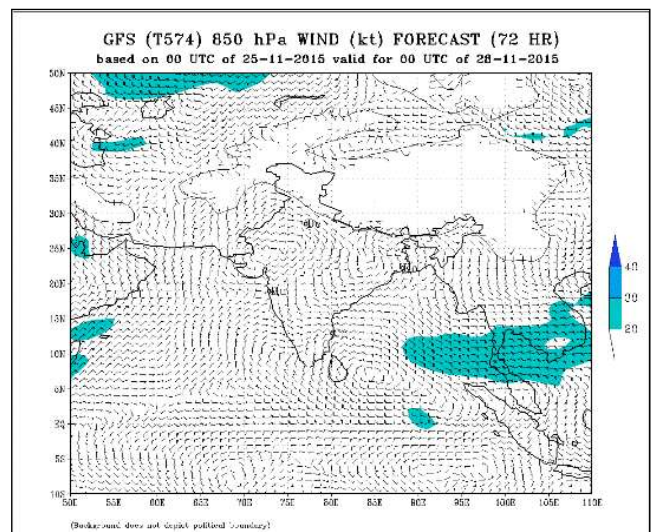 GFS (T574) 850 hPa WIND (kt) FORECAST (72 HR)
based on 00 UTC of 25-11-2015 valid for 00 UTC of 28-11-2015
50N
45N
40N
35N
30N
25N
20N
15N
10N
5N
EQ
5S
10S
50E 55E 60E 65E 70E 75E 80E 85E 90E 95E 100E 105E 110E
40
30
20
(Background does not depict political boundary)